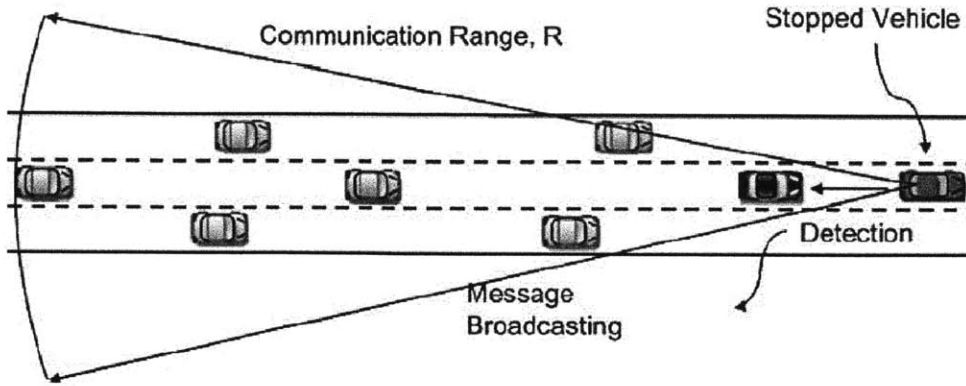 Communication Range, R
Stopped Vehicle
Detection
Message
Broadcasting